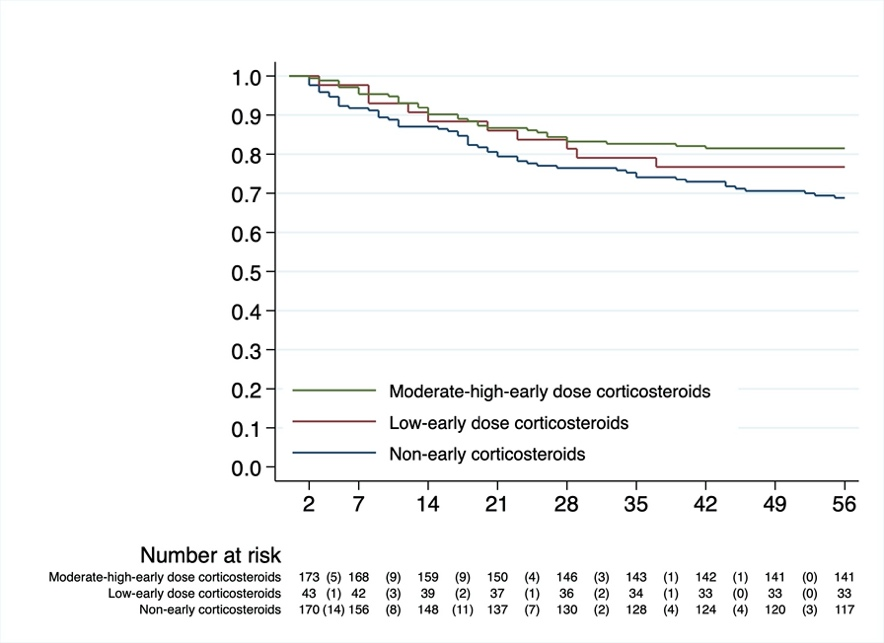 1.0
0.9
0.8
0.7
0.6
0.5
0.4
0.3
0.2
0.1
0.0
Moderate-high-early dose corticosteroids
Low-early dose corticosteroids
Non-early corticosteroids
2 7 14 21 28 35 42 49 56
Number at risk
Moderate-high-early dose corticosteroids 173 (5) 168 (9) 159 (9) 150 (4) 146 (3) 143 (1) 142 (1) 141 (0) 141
Low-early dose corticosteroids 43 (1) 42 (3) 39 (2) 37 (1) 36 (2) 34 (1) 33 (0) 33 (0) 33
Non-early corticosteroids 170 (14) 156 (8) 148 (11) 137 (7) 130 (2) 128 (4) 124 (4) 120 (3) 117